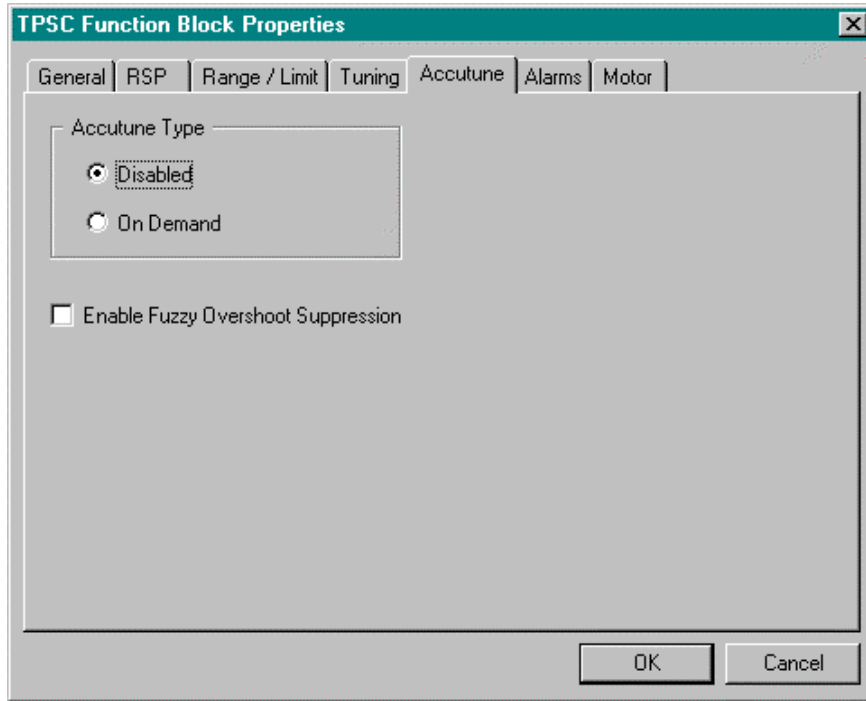 TPSC Function Block Properties
General RSP Range / Limit Tuning Accutune Alarms Motor
Accutune Type
Disabled
On Demand
Enable Fuzzy Overshoot Suppression
OK Cancel